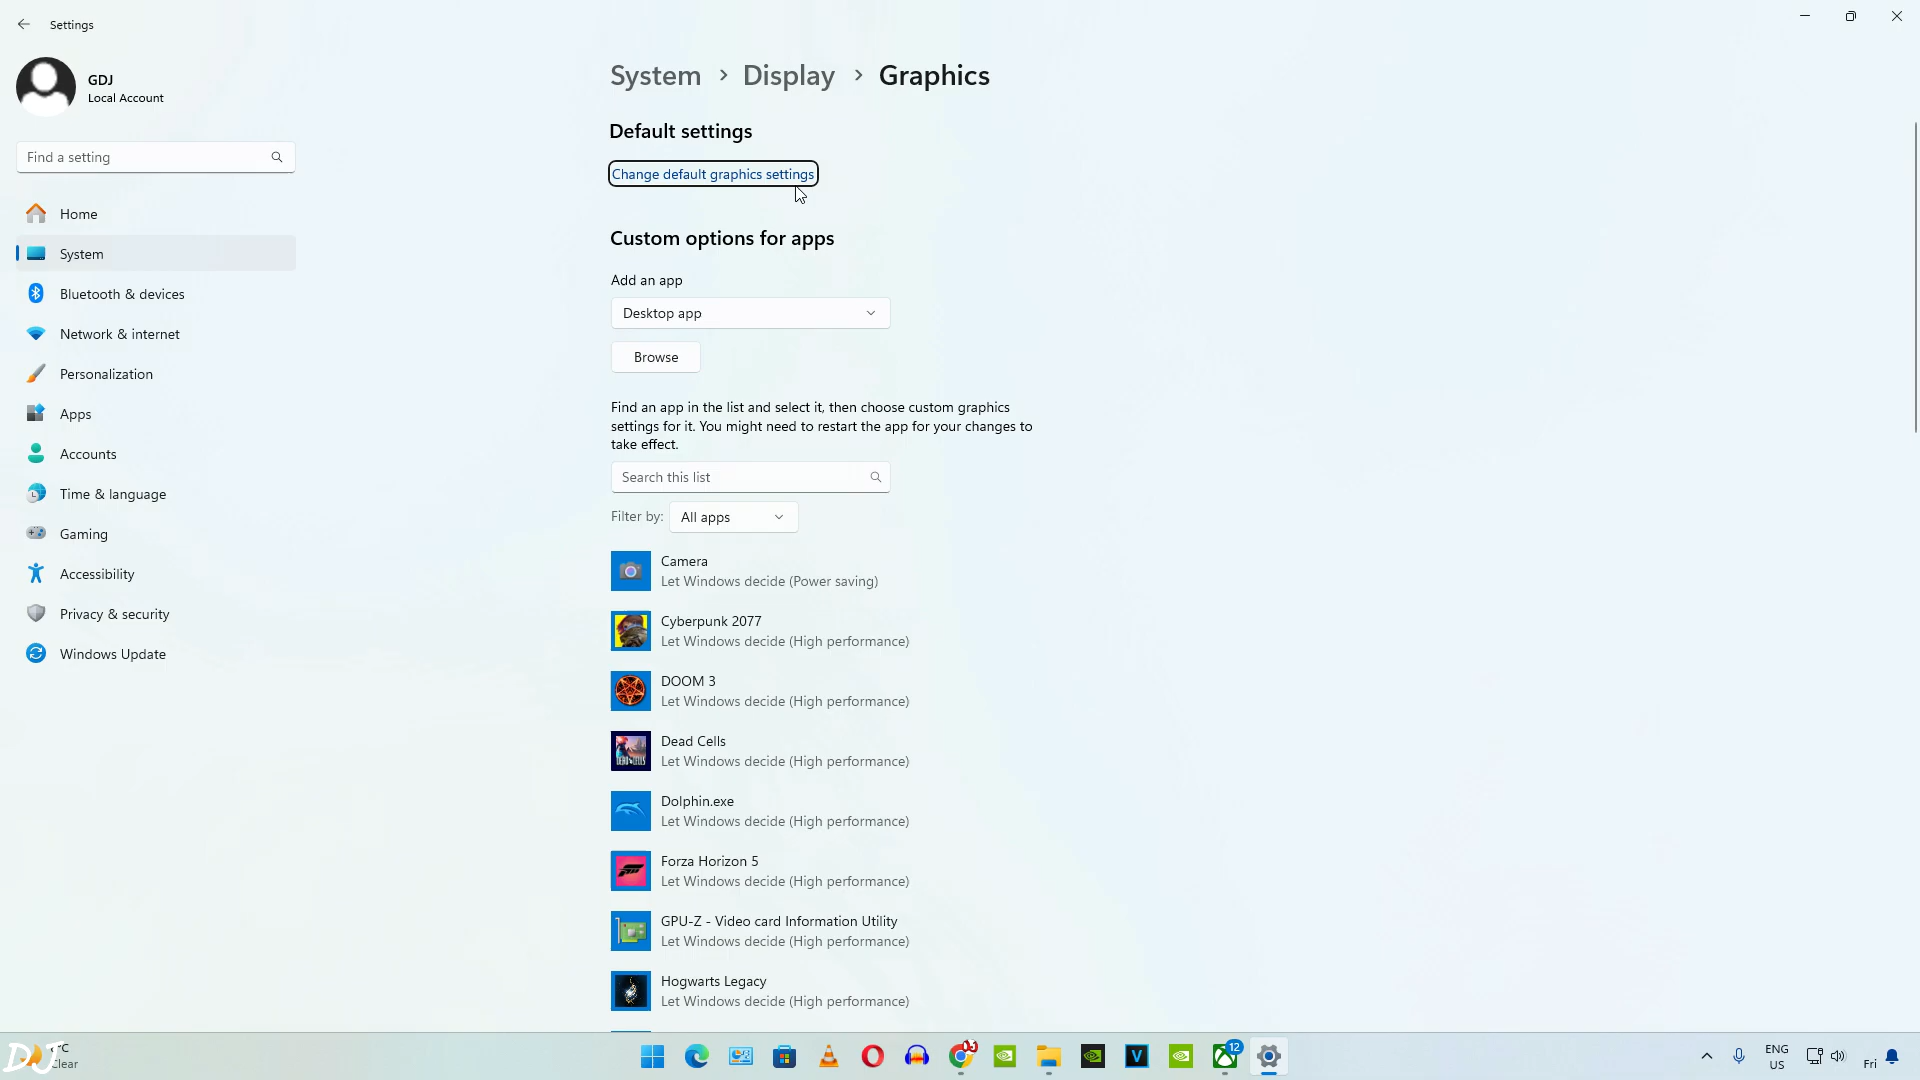 Settings
GDJ
Local Account
Find a setting
Home
System
Bluetooth & devices
Network & internet
Personalization
Apps
Accounts
Time & language
Gaming
Accessibility
Privacy & security
Windows Update
System > Display > Graphics
Default settings
Change default graphics settings
Custom options for apps
Add an app
Desktop app
Browse
Find an app in the list and select it, then choose custom graphics
settings for it. You might need to restart the app for your changes to
take effect.
Search this list
Filter by: All apps
Camera
Let Windows decide (Power saving)
Cyberpunk 2077
Let Windows decide (High performance)
DOOM 3
Let Windows decide (High performance)
Dead Cells
Let Windows decide (High performance)
Dolphin.exe
Let Windows decide (High performance)
Forza Horizon 5
Let Windows decide (High performance)
GPU-Z - Video card Information Utility
Let Windows decide (High performance)
Hogwarts Legacy
Let Windows decide (High performance)
DJ
Clear
12
ENG
US
Fri